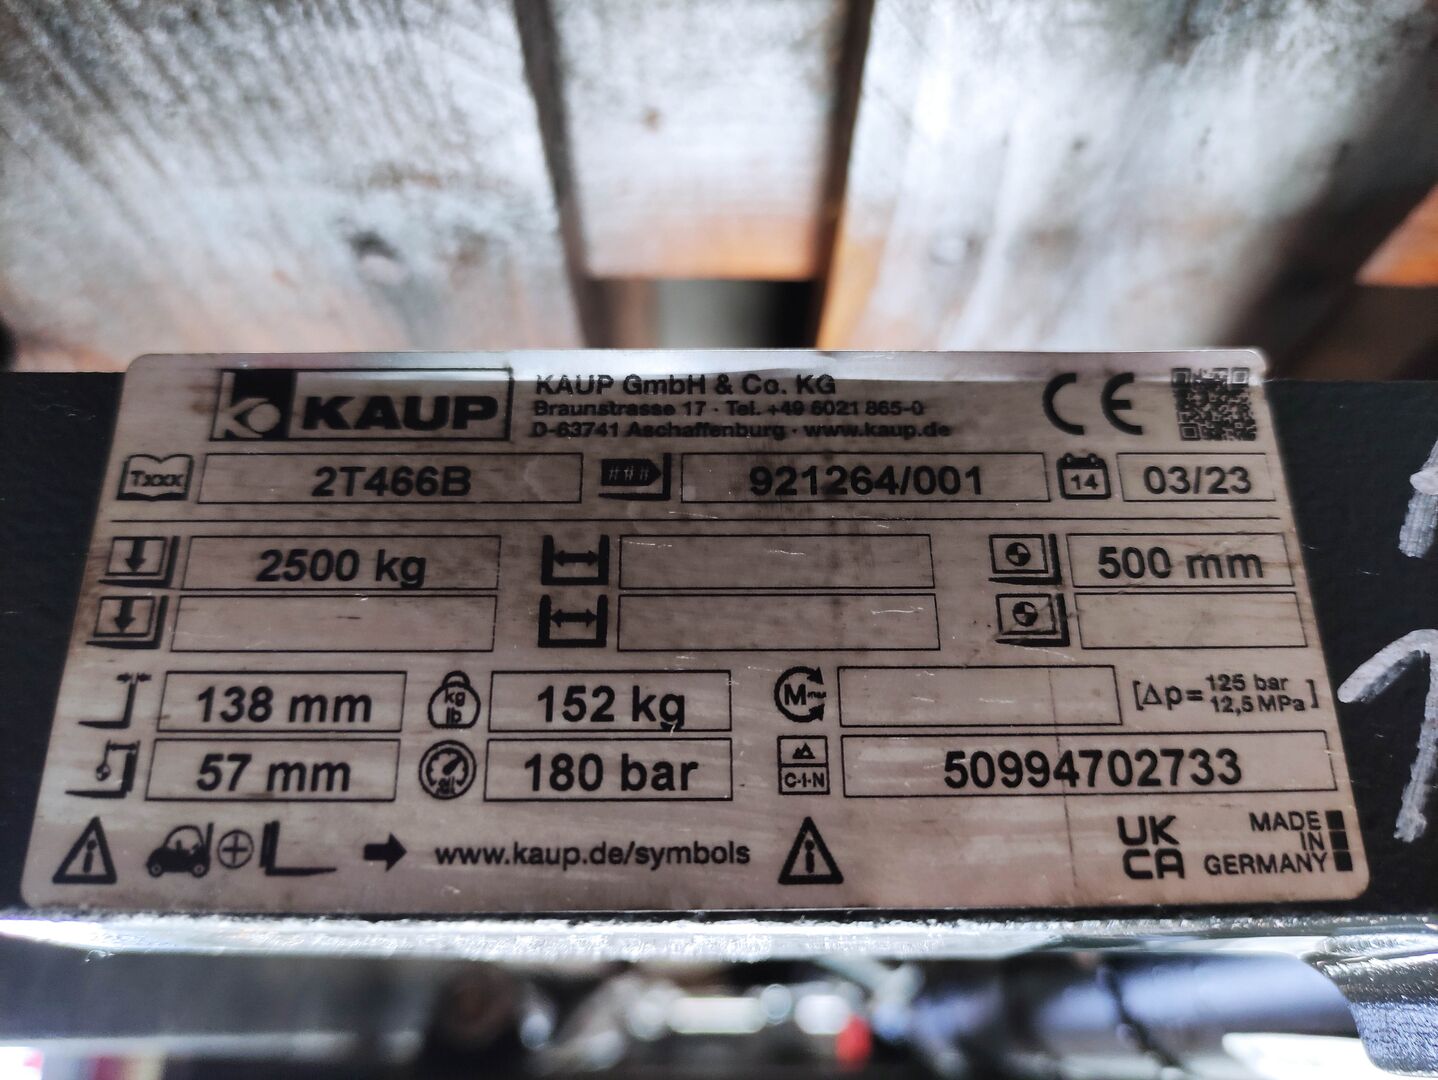 KAUP
KAUP GmbH & Co. KG
Braunstrasse 17 · Tel. +49 6021 865-0
D-63741 Aschaffenburg · www.kaup.de
CE
Txxx
2T466B
###
921264/001
14
03/23
2500 kg
500 mm
138 mm
kg
lb
152 kg
M
[Δp= 125 bar
12,5 MPa]
57 mm
180 bar
C-I-N
50994702733
www.kaup.de/symbols
UK
CA
MADE
IN
GERMANY